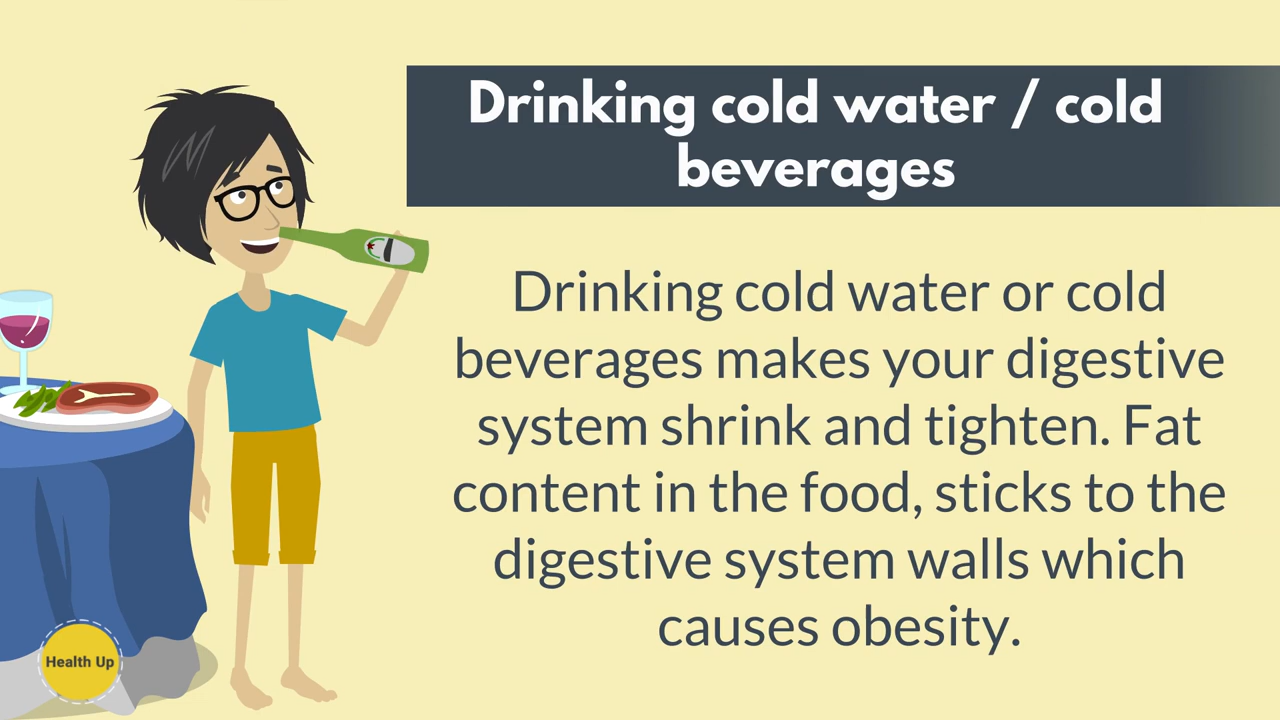 Drinking cold water / cold
beverages
Drinking cold water or cold
beverages makes your digestive
system shrink and tighten. Fat
content in the food, sticks to the
digestive system walls which
causes obesity.
Health Up